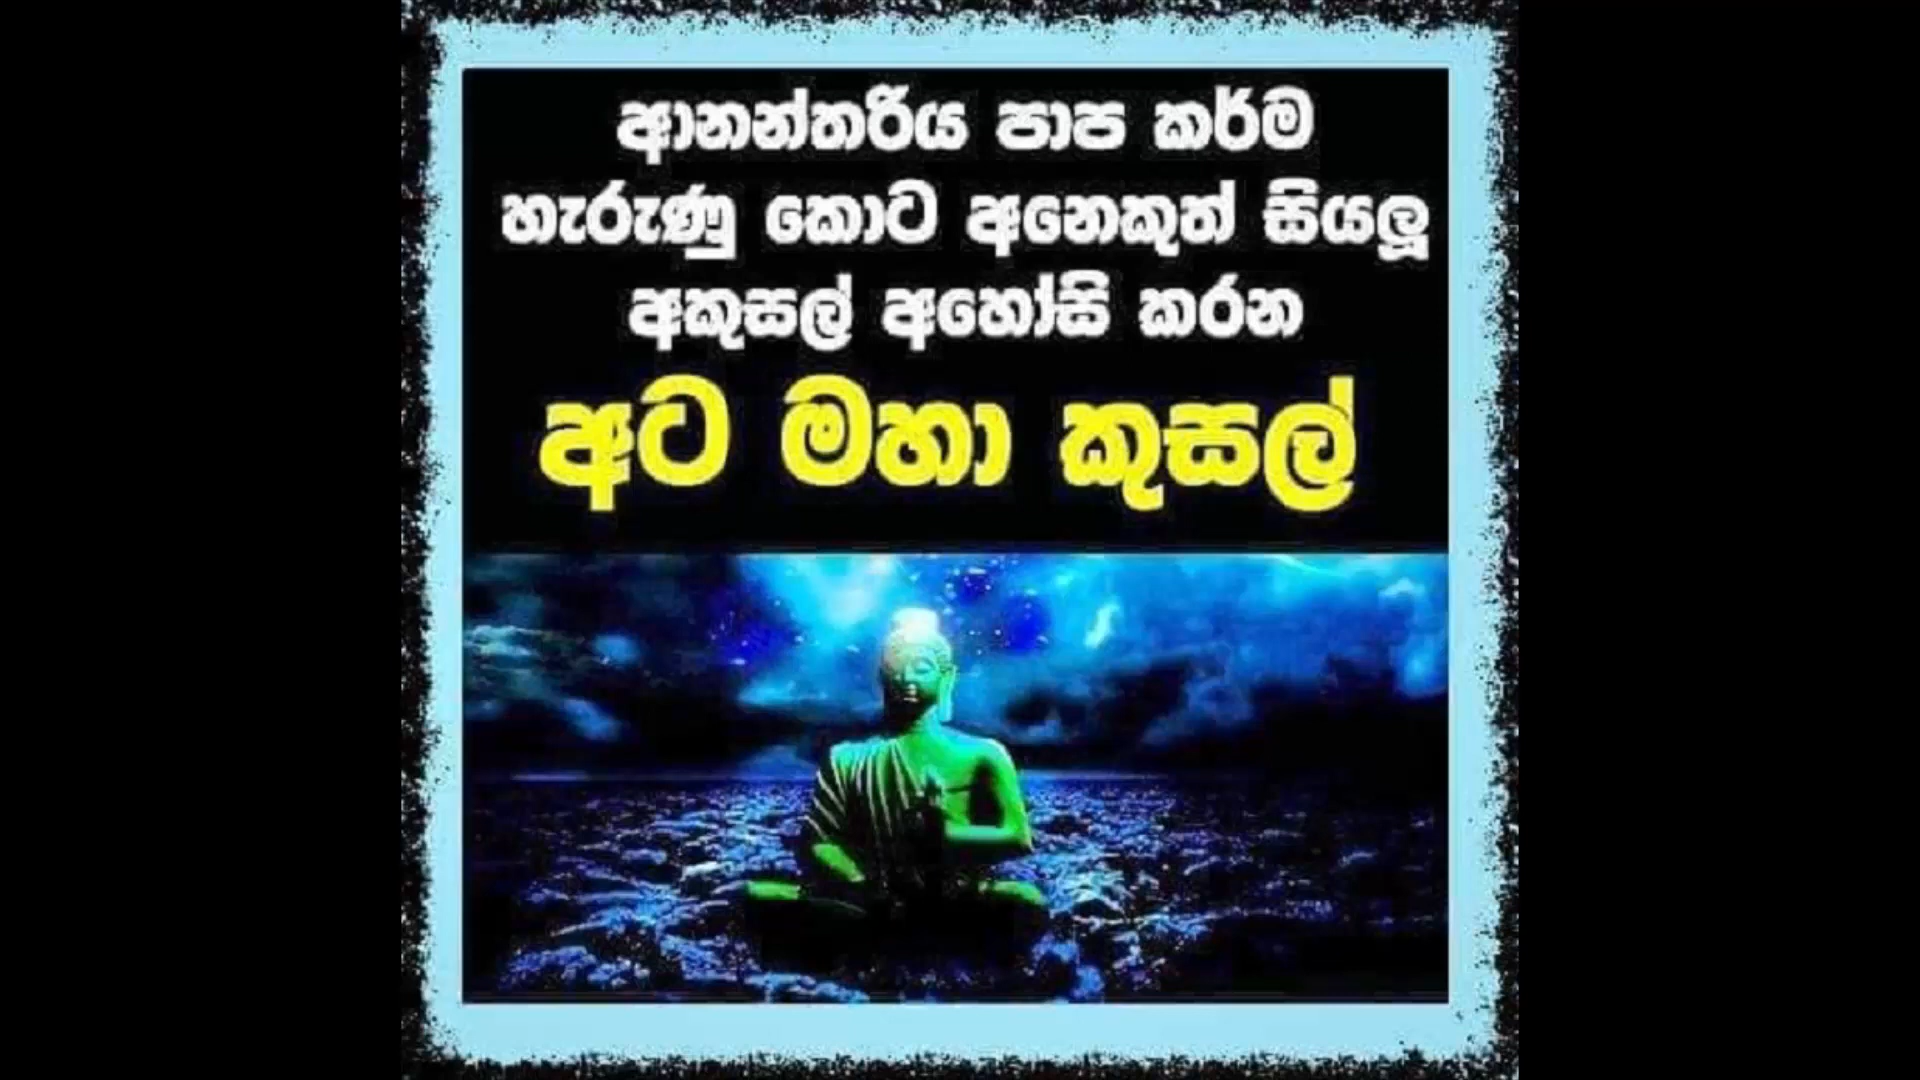 ආනන්තරිය පාප කර්ම
හැරුණු කොට අනෙකුත් සියලූ
අකුසල් අහෝසි කරන
අට මහා කුසල්